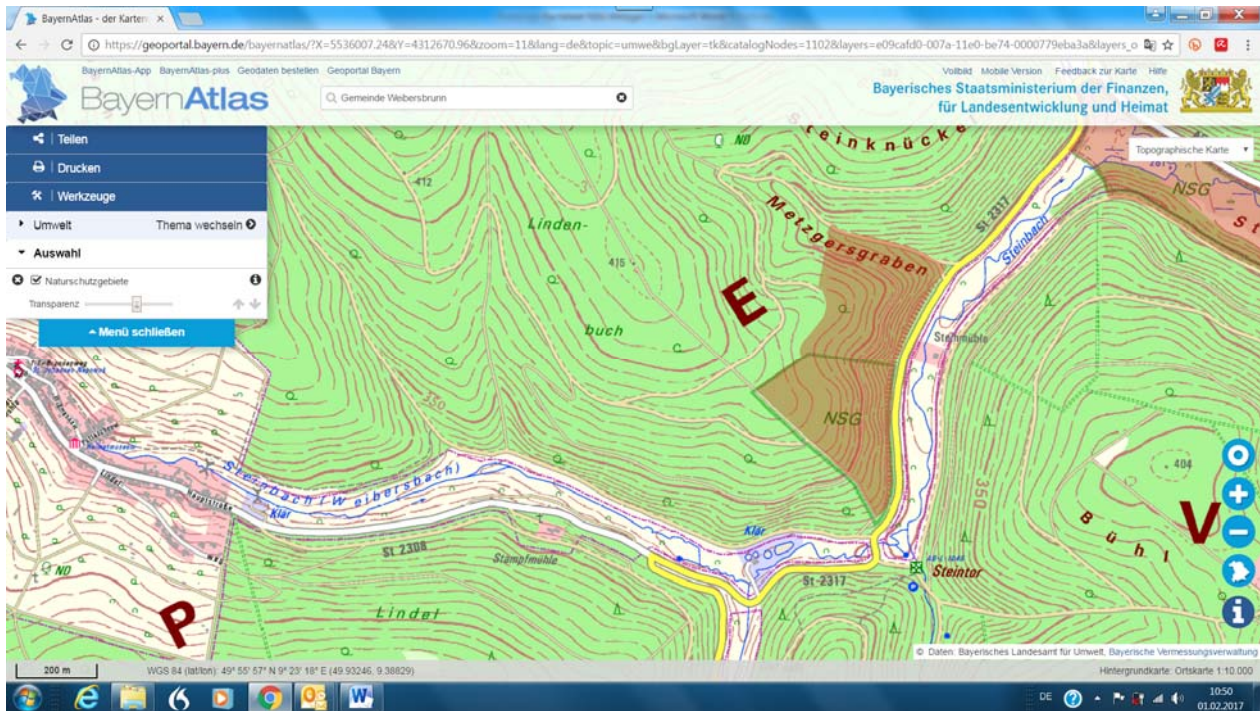 BayernAtlas - der Karten
https://geoportal.bayern.de/bayernatlas/?X=5536007.24&Y=4312670.96&zoom=11&lang=de&topic=umwe&bgLayer=tk&catalogNodes=1102&layers=e09cafd0-007a-11e0-be74-0000779eba3a&layers_o
BayernAtlas-App BayernAtlas-plus Geodaten bestellen Geoportal Bayern
Vollbild Mobile Version Feedback zur Karte Hilfe
BayernAtlas
Gemeinde Weibersbrunn
Bayerisches Staatsministerium der Finanzen,
für Landesentwicklung und Heimat
Teilen
Drucken
Werkzeuge
Umwelt Thema wechseln
Auswahl
Naturschutzgebiete
Transparenz
Menü schließen
Topographische Karte
Steinknückel
ND
412
NSG
St
Metzgersgraben
St 2317
Steinbach
Linden-
415
E
buch
Steinmühle
350
NSG
404
350
Bühl
V
Steinbach (Weibersbach)
Lindel
Hauptstraße
Klär
St 2308
Stampfmühle
Klär
St 2317
Steintor
ND
P
Lindel
© Daten: Bayerisches Landesamt für Umwelt, Bayerische Vermessungsverwaltung
200 m
WGS 84 (lat/lon): 49° 55' 57" N 9° 23' 18" E (49.93246, 9.38829)
Hintergrundkarte: Ortskarte 1:10.000
DE
10:50
01.02.2017